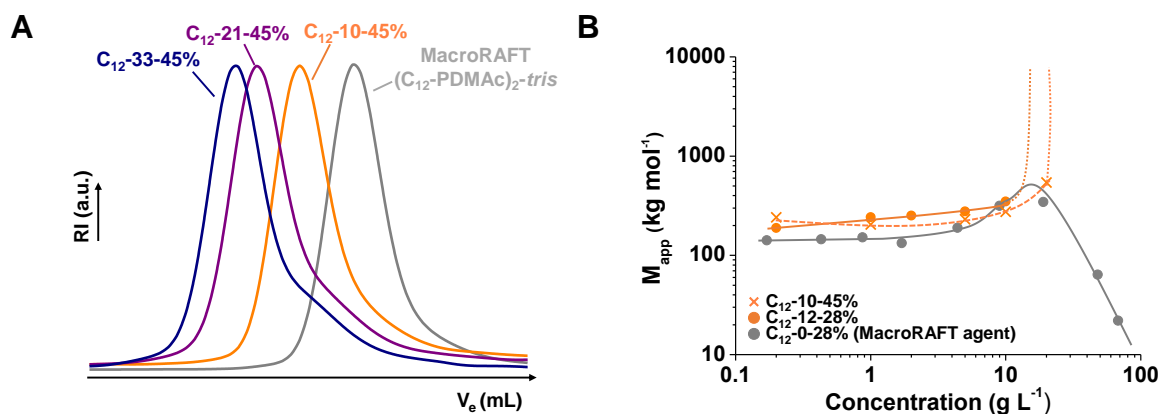 A
C₁₂-33-45%
C₁₂-21-45%
C₁₂-10-45%
MacroRAFT
(C₁₂-PDMAc)₂-tris
RI (a.u.)
Vₑ (mL)
B
10000
1000
100
10
M_app (kg mol⁻¹)
C₁₂-10-45%
C₁₂-12-28%
C₁₂-0-28% (MacroRAFT agent)
0.1 1 10 100
Concentration (g L⁻¹)